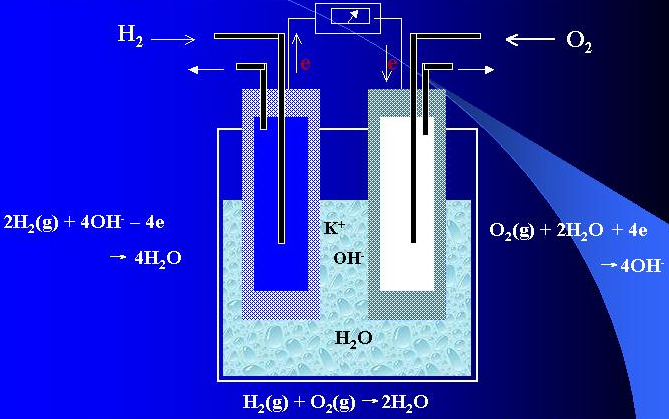 H₂
O₂
e
e
2H₂(g) + 4OH⁻ – 4e
→ 4H₂O
K⁺
OH⁻
O₂(g) + 2H₂O + 4e
→ 4OH⁻
H₂O
H₂(g) + O₂(g) → 2H₂O